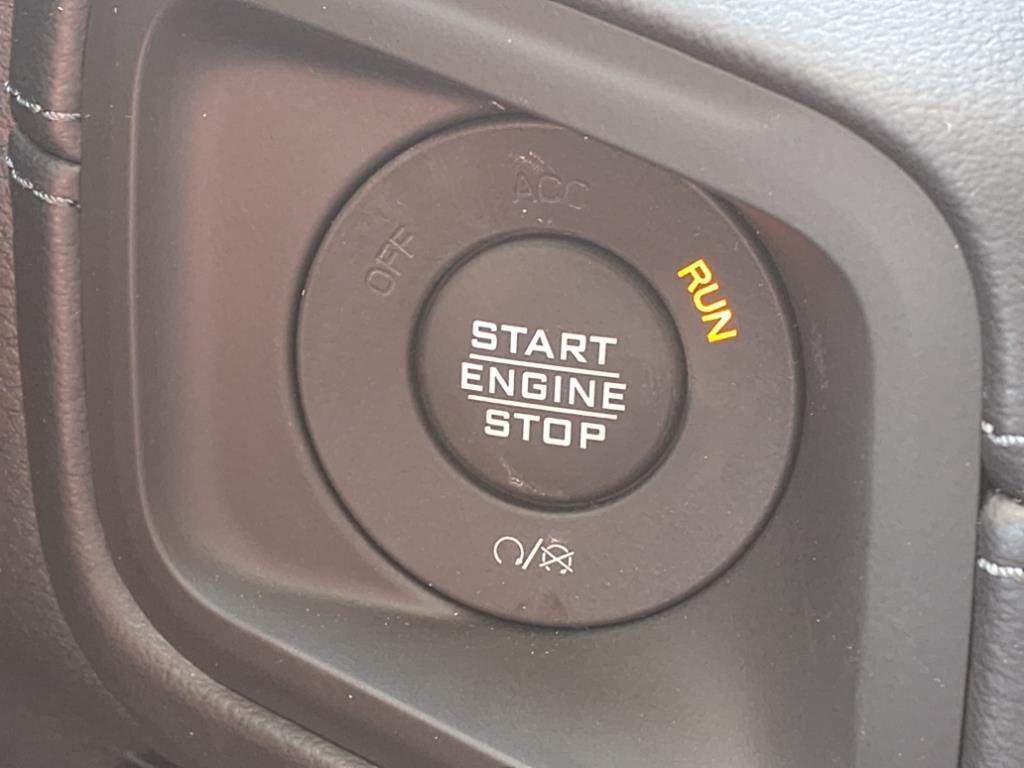 ACC
OFF
RUN
START
ENGINE
STOP